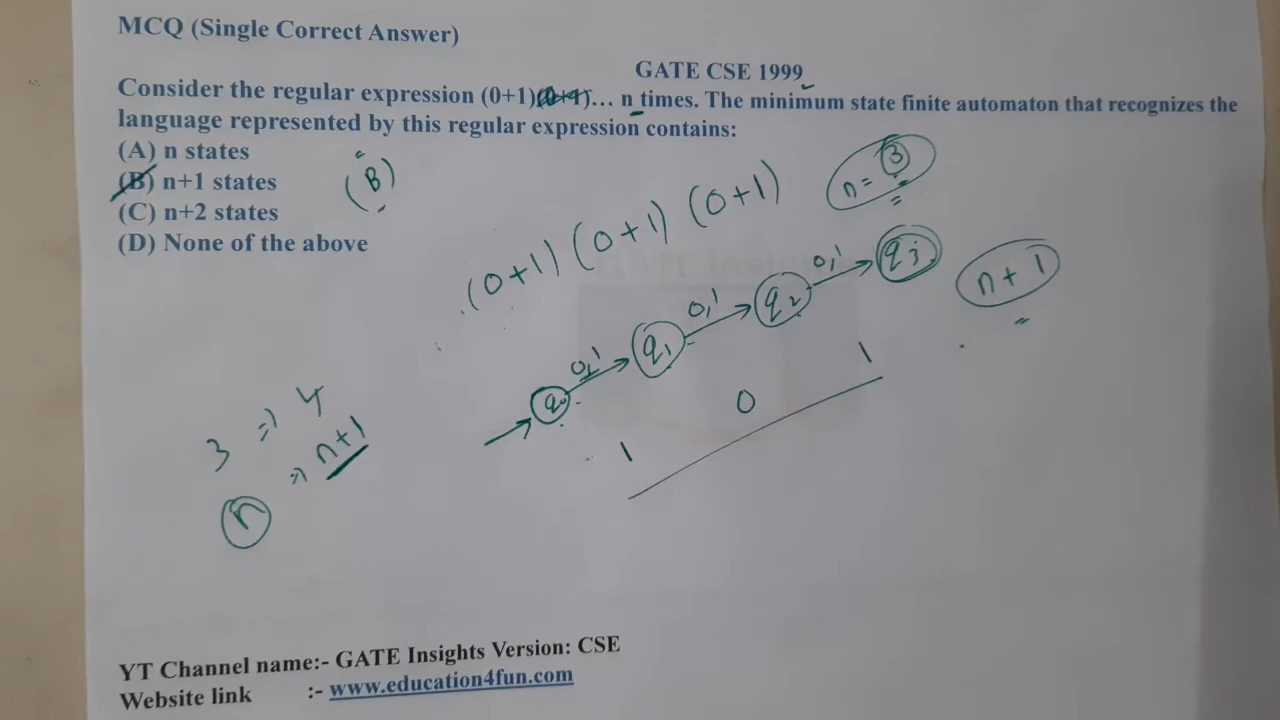 MCQ (Single Correct Answer)
GATE CSE 1999
Consider the regular expression (0+1)(0+1)... n times. The minimum state finite automaton that recognizes the
language represented by this regular expression contains:
(A) n states
(B) n+1 states
(C) n+2 states
(D) None of the above
(B)
(0+1) (0+1) (0+1)
n = 3
q0 0,1 q1 0,1 q2 0,1 q3
n + 1
1 0 1
3 => 4
n => n+1
YT Channel name:- GATE Insights Version: CSE
Website link :- www.education4fun.com